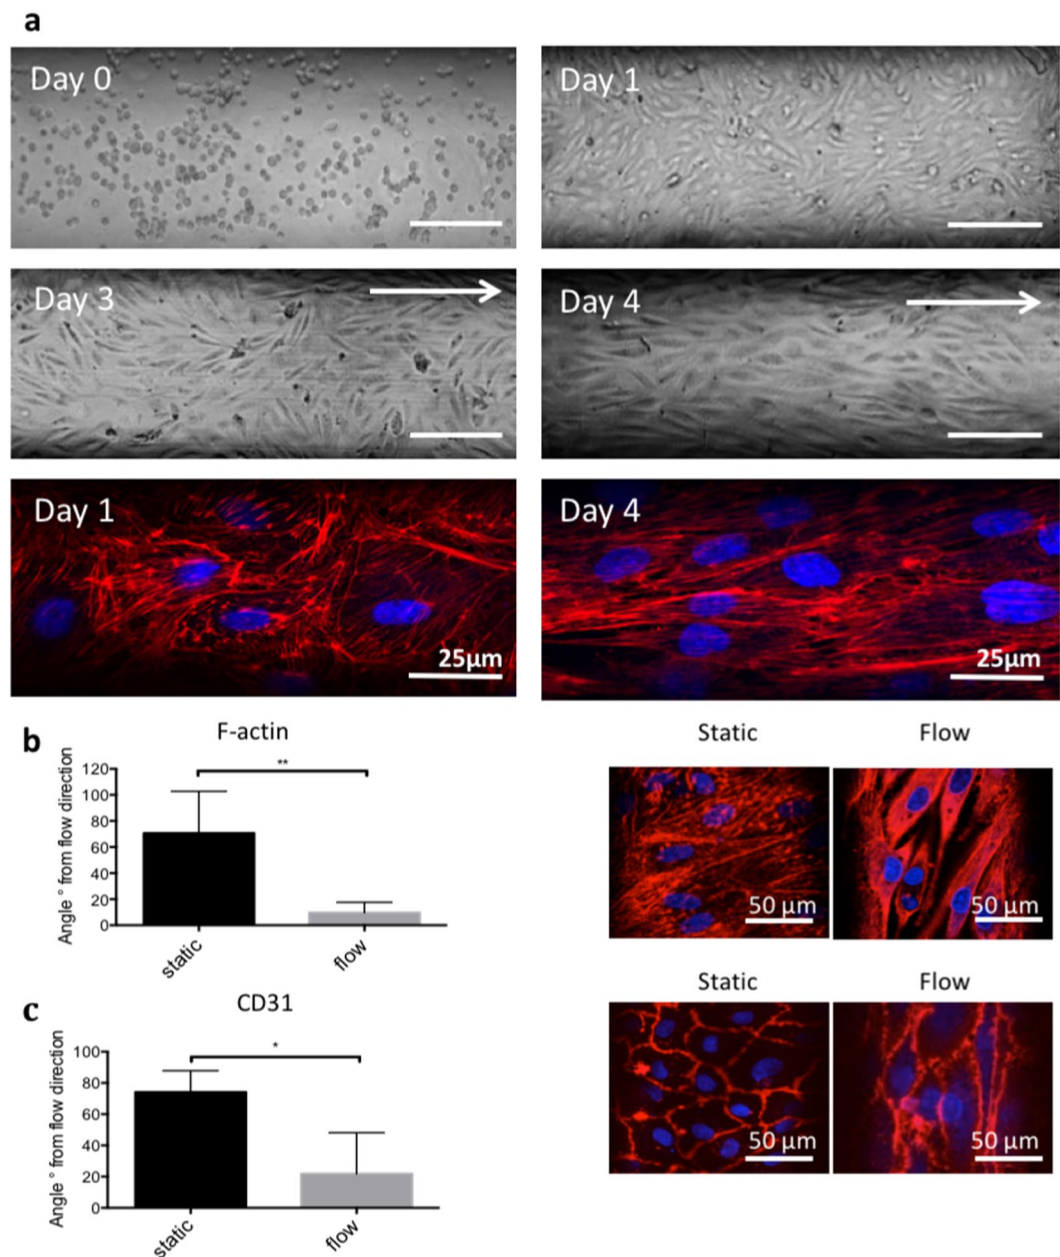 a
Day 0
Day 1
Day 3
Day 4
Day 1
25µm
Day 4
25µm
b
F-actin
Angle ° from flow direction
120
100
80
60
40
20
0
**
static
flow
Static
Flow
50 µm
50 µm
c
CD31
Angle ° from flow direction
100
80
60
40
20
0
*
static
flow
Static
Flow
50 µm
50 µm